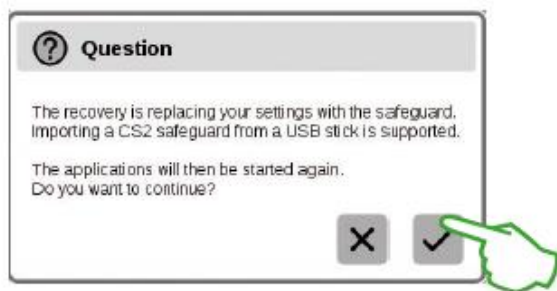 Question
The recovery is replacing your settings with the safeguard.
Importing a CS2 safeguard from a USB stick is supported.
The applications will then be started again.
Do you want to continue?